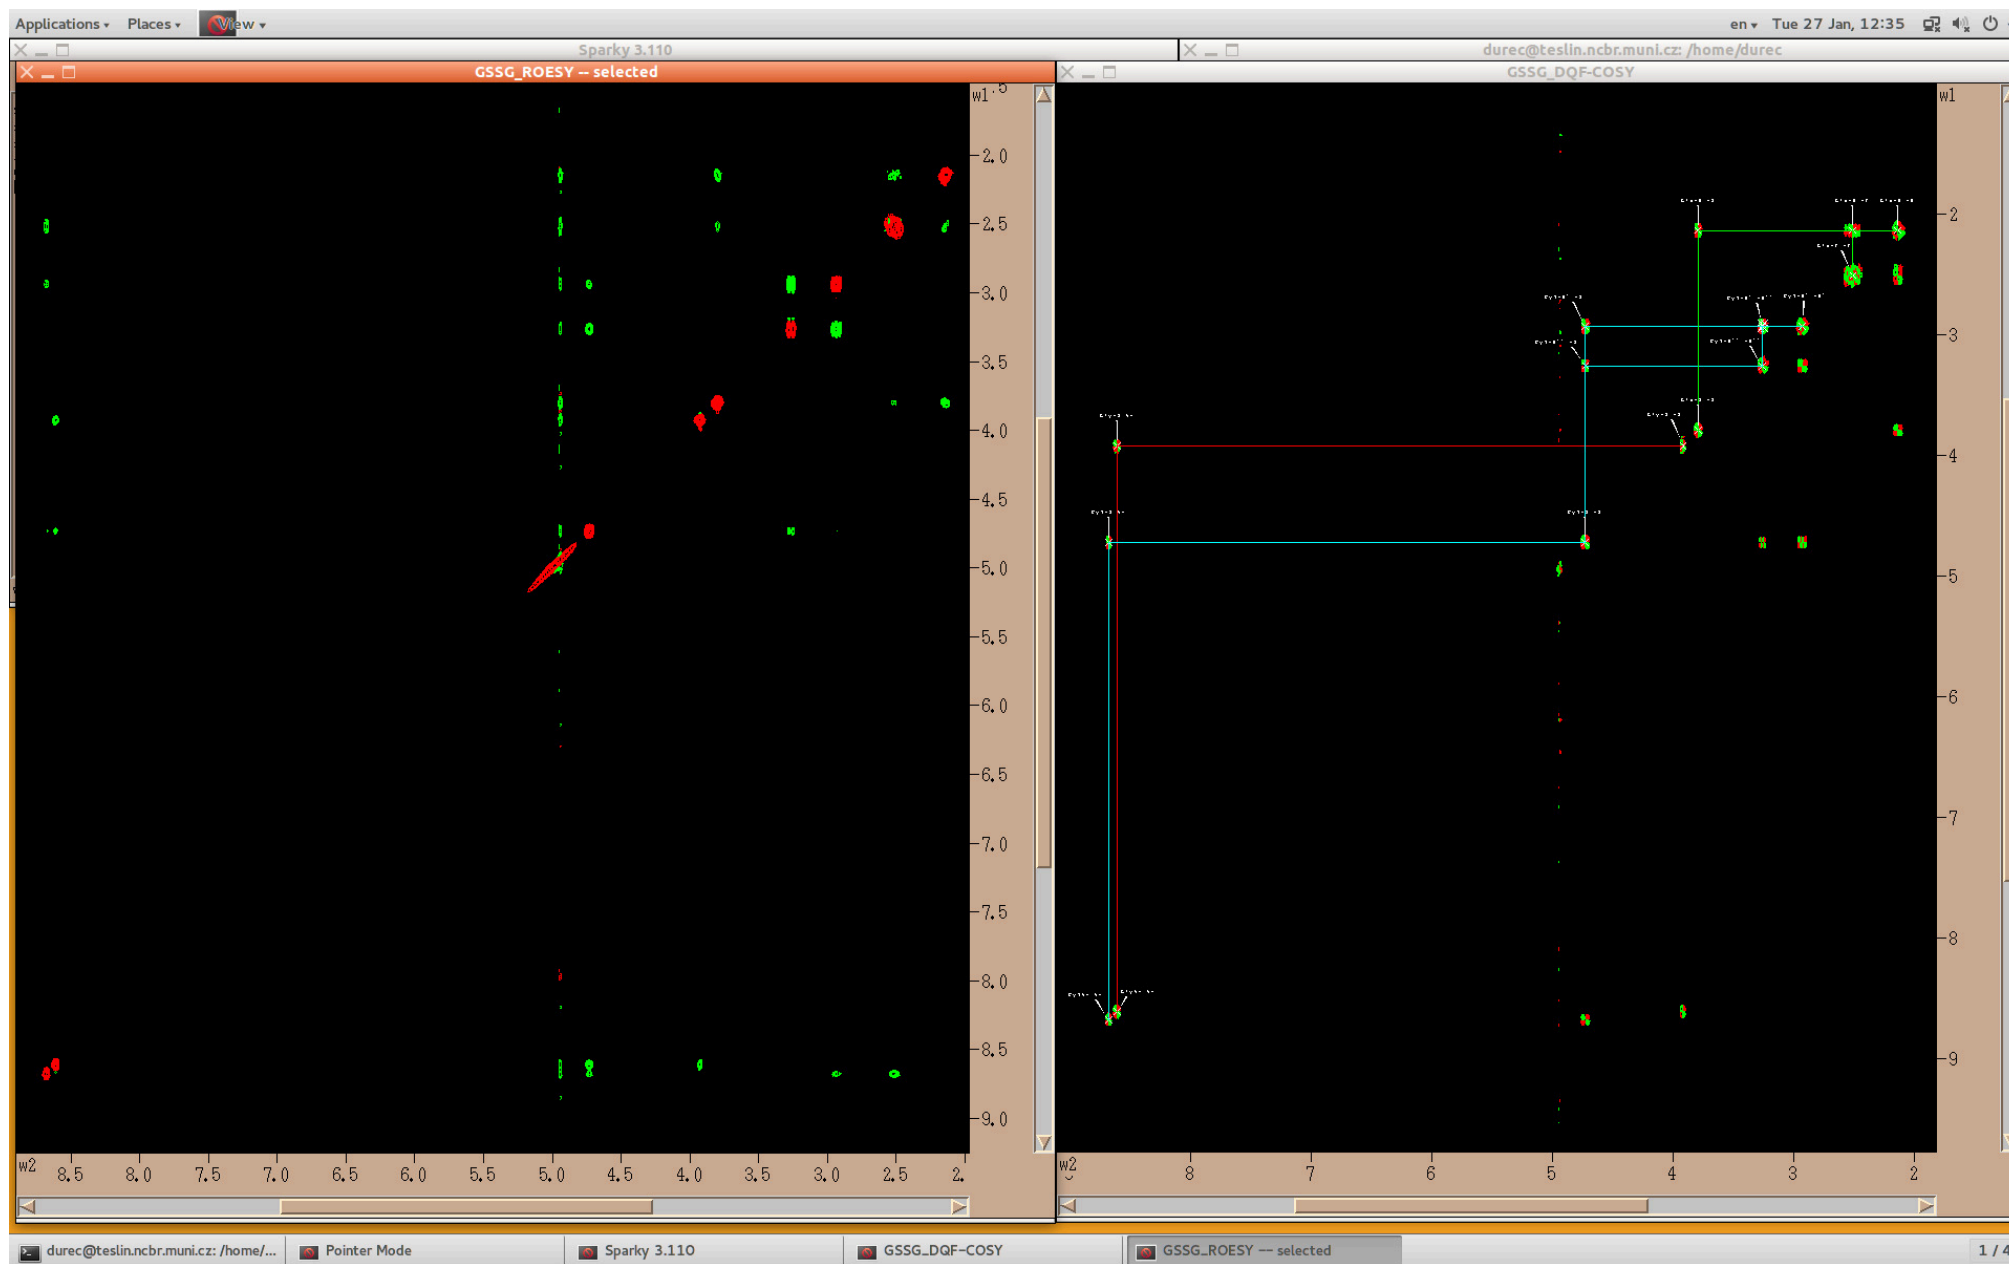 Applications Places View en Tue 27 Jan, 12:35
Sparky 3.110
durec@teslin.ncbr.muni.cz: /home/durec
GSSG_ROESY -- selected
GSSG_DQF-COSY
w1
2.0
2.5
3.0
3.5
4.0
4.5
5.0
5.5
6.0
6.5
7.0
7.5
8.0
8.5
9.0
w2 8.5 8.0 7.5 7.0 6.5 6.0 5.5 5.0 4.5 4.0 3.5 3.0 2.5 2.
w1
2
3
4
5
6
7
8
9
w2 8 7 6 5 4 3 2
durec@teslin.ncbr.muni.cz: /home/... Pointer Mode Sparky 3.110 GSSG_DQF-COSY GSSG_ROESY -- selected 1 / 4